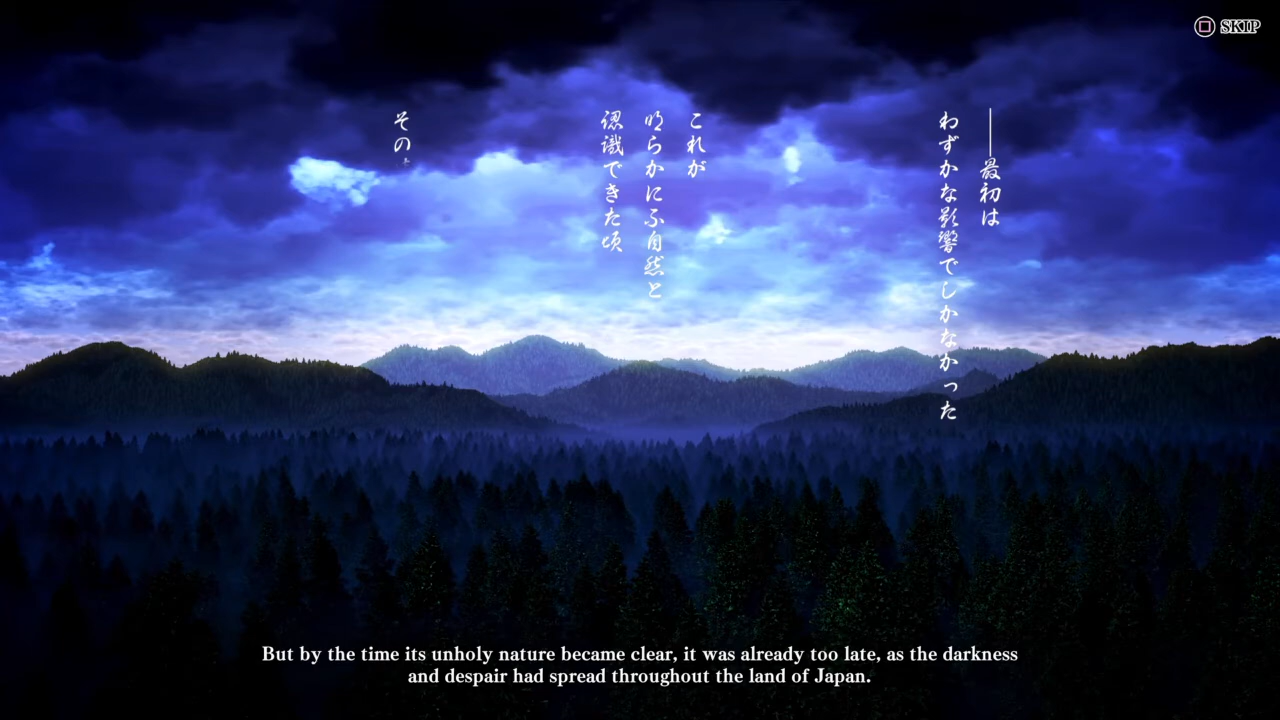 SKIP
――最初は
わずかな影響でしかなかった
これが
明らかにふ自然と
認識できた頃
その
But by the time its unholy nature became clear, it was already too late, as the darkness
and despair had spread throughout the land of Japan.